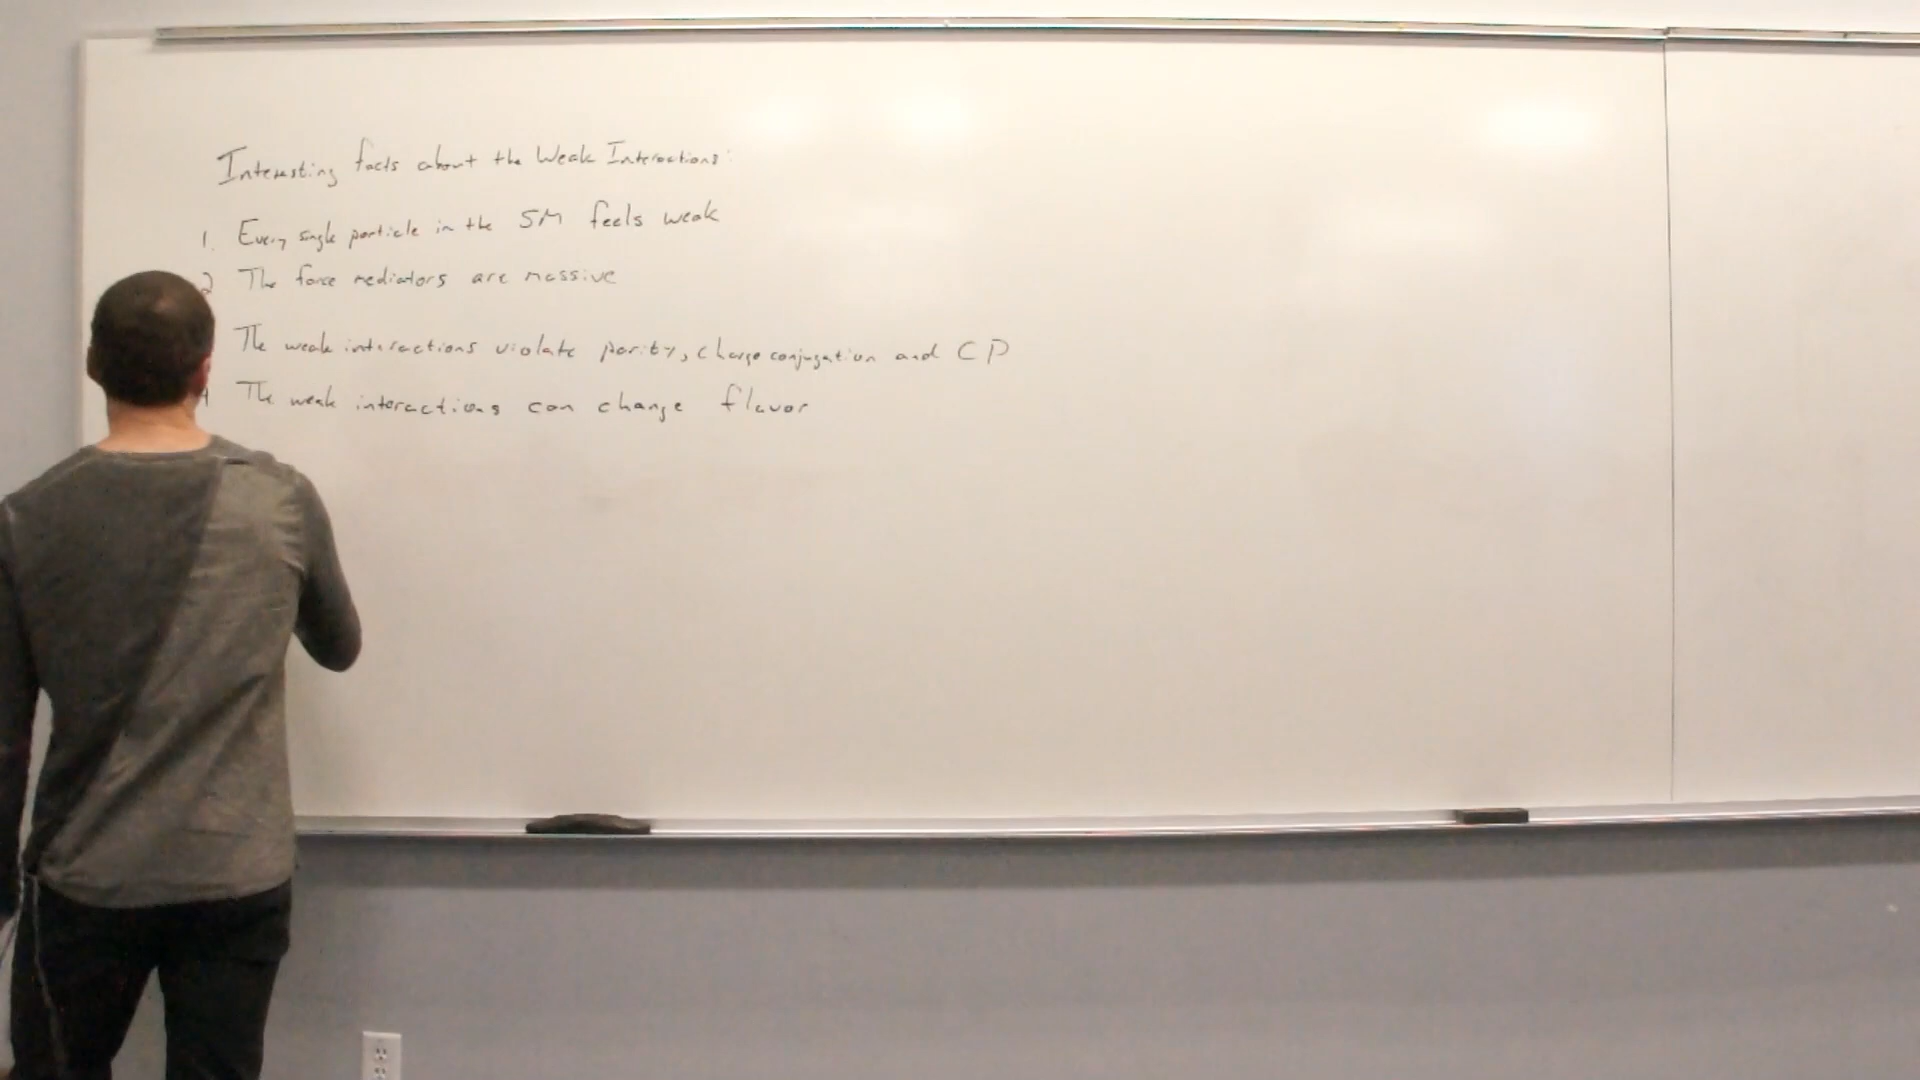 Interesting facts about the Weak Interactions:
1. Every single particle in the SM feels weak
2 The force mediators are massive
The weak interactions violate parity, charge conjugation and CP
4 The weak interactions can change flavor